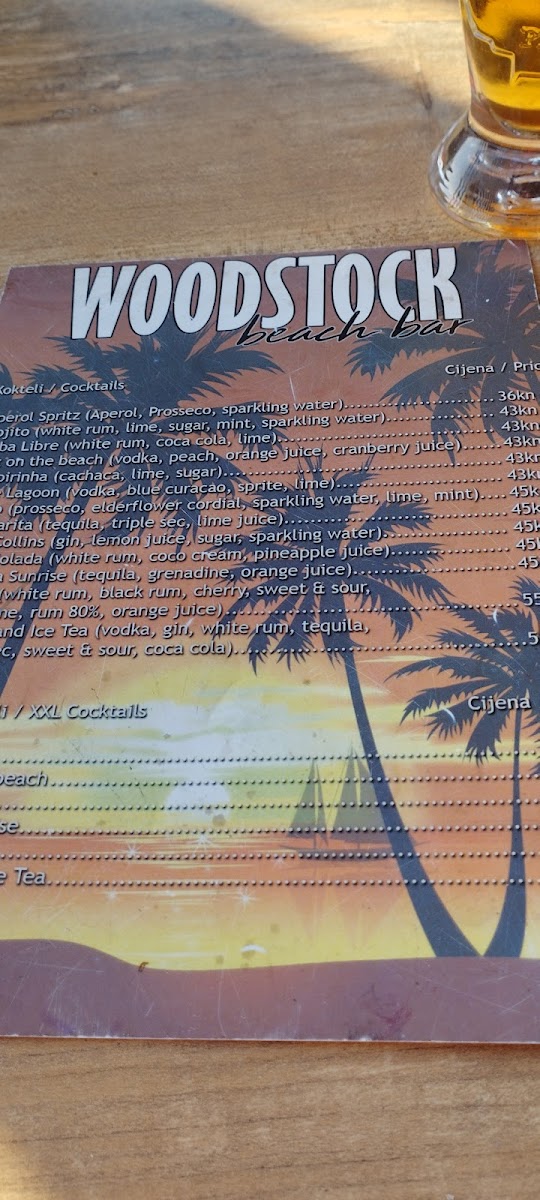 WOODSTOCK
beach bar
Kokteli / Cocktails
Cijena / Pric
perol Spritz (Aperol, Prosseco, sparkling water) 36kn
ojito (white rum, lime, sugar, mint, sparkling water) 43kn
ba Libre (white rum, coca cola, lime) 43kn
on the beach (vodka, peach, orange juice, cranberry juice) 43kn
pirinha (cachaca, lime, sugar) 43kn
Lagoon (vodka, blue curacao, sprite, lime) 43k
o (prosseco, elderflower cordial, sparkling water, lime, mint) 45k
arita (tequila, triple sec, lime juice) 45k
Collins (gin, lemon juice, sugar, sparkling water) 45k
olada (white rum, coco cream, pineapple juice) 45
a Sunrise (tequila, grenadine, orange juice) 45
(white rum, black rum, cherry, sweet & sour,
ne, rum 80%, orange juice) 55
and Ice Tea (vodka, gin, white rum, tequila,
ec, sweet & sour, coca cola) 5
li / XXL Cocktails
Cijena
beach
se
e Tea